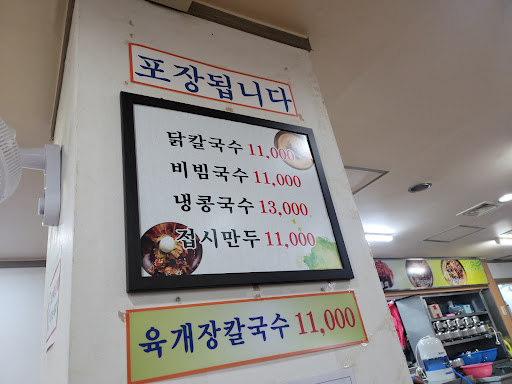 포장됩니다
닭칼국수 11,000
비빔국수 11,000
냉콩국수 13,000
접시만두 11,000
육개장칼국수 11,000